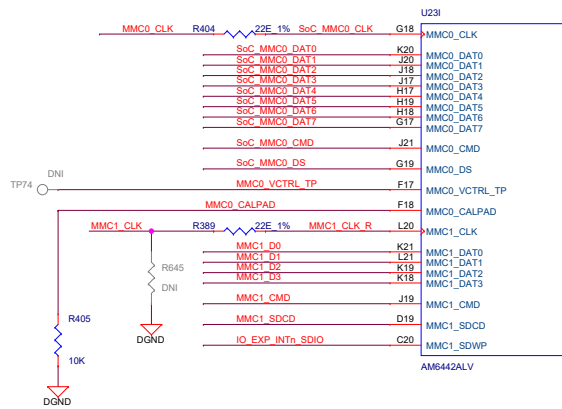 U23I
MMC0_CLK R404 22E_1% SoC_MMC0_CLK G18 MMC0_CLK
SoC_MMC0_DAT0 K20 MMC0_DAT0
SoC_MMC0_DAT1 J20 MMC0_DAT1
SoC_MMC0_DAT2 J18 MMC0_DAT2
SoC_MMC0_DAT3 J17 MMC0_DAT3
SoC_MMC0_DAT4 H17 MMC0_DAT4
SoC_MMC0_DAT5 H19 MMC0_DAT5
SoC_MMC0_DAT6 H18 MMC0_DAT6
SoC_MMC0_DAT7 G17 MMC0_DAT7
SoC_MMC0_CMD J21 MMC0_CMD
SoC_MMC0_DS G19 MMC0_DS
DNI
TP74 MMC0_VCTRL_TP F17 MMC0_VCTRL_TP
MMC0_CALPAD F18 MMC0_CALPAD
MMC1_CLK R389 22E_1% MMC1_CLK_R L20 MMC1_CLK
MMC1_D0 K21 MMC1_DAT0
MMC1_D1 L21 MMC1_DAT1
MMC1_D2 K19 MMC1_DAT2
MMC1_D3 K18 MMC1_DAT3
R645
DNI
MMC1_CMD J19 MMC1_CMD
R405
MMC1_SDCD D19 MMC1_SDCD
DGND
IO_EXP_INTn_SDIO C20 MMC1_SDWP
10K
AM6442ALV
DGND